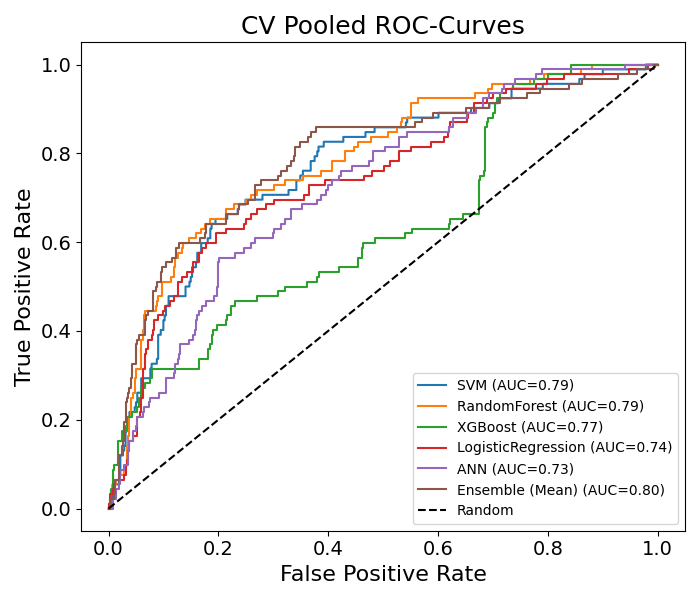 CV Pooled ROC-Curves
True Positive Rate
1.0
0.8
0.6
0.4
0.2
0.0
SVM (AUC=0.79)
RandomForest (AUC=0.79)
XGBoost (AUC=0.77)
LogisticRegression (AUC=0.74)
ANN (AUC=0.73)
Ensemble (Mean) (AUC=0.80)
Random
0.0 0.2 0.4 0.6 0.8 1.0
False Positive Rate